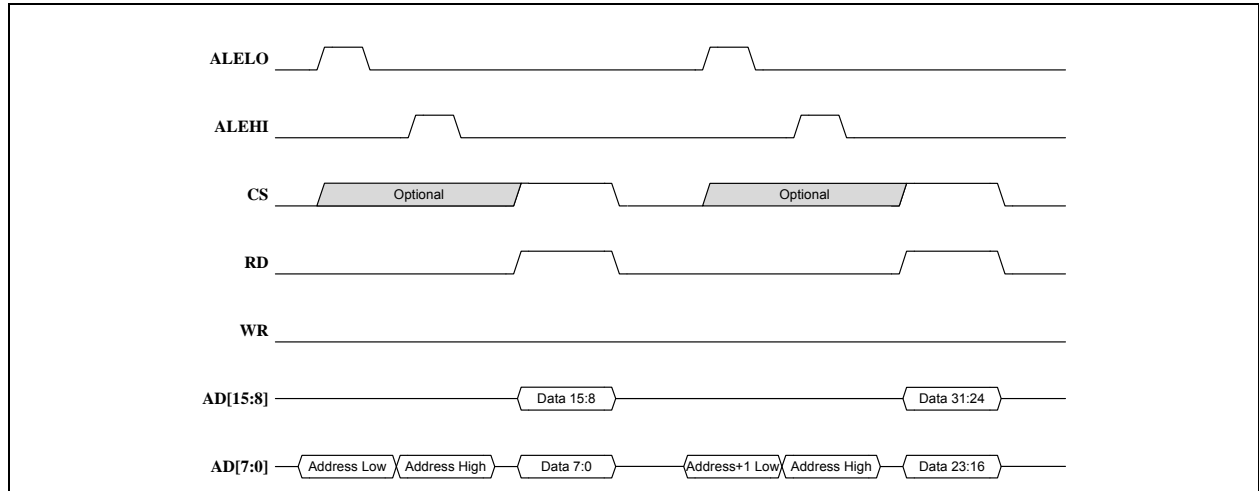 ALELO
ALEHI
CS Optional Optional
RD
WR
AD[15:8] Data 15:8 Data 31:24
AD[7:0] Address Low Address High Data 7:0 Address+1 Low Address High Data 23:16